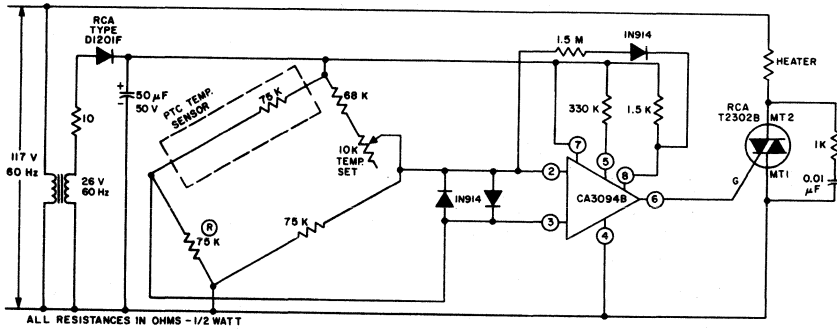 RCA
TYPE
D1201F
117 V
60 Hz
10
26 V
60 Hz
+
50 µF
50 V
-
PTC TEMP.
SENSOR
75 K
68 K
10K
TEMP.
SET
R
75 K
75 K
1N914
1.5 M
1N914
330 K
1.5 K
7
5
8
2
3
4
6
CA3094B
HEATER
RCA
T2302B
MT2
MT1
G
1K
0.01
µF
ALL RESISTANCES IN OHMS - 1/2 WATT